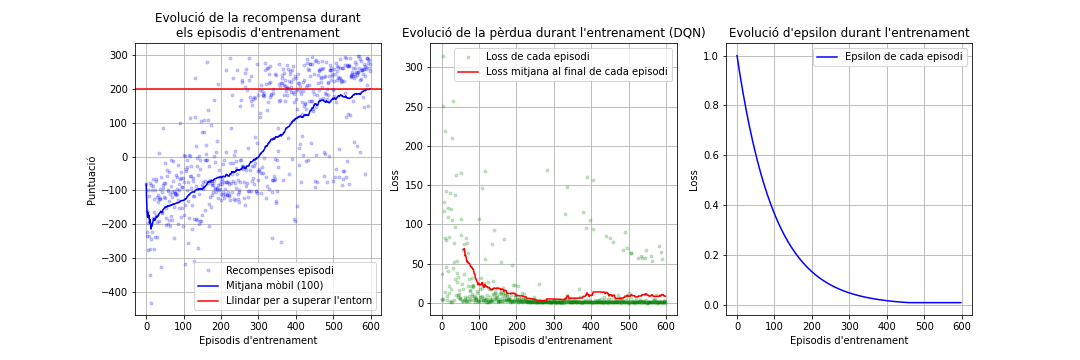 Evolució de la recompensa durant
els episodis d'entrenament
300
200
100
0
−100
−200
−300
−400
Puntuació
Recompenses episodi
Mitjana mòbil (100)
Llindar per a superar l'entorn
0 100 200 300 400 500 600
Episodis d'entrenament
Evolució de la pèrdua durant l'entrenament (DQN)
300
250
200
150
100
50
0
Loss
Loss de cada episodi
Loss mitjana al final de cada episodi
0 100 200 300 400 500 600
Episodis d'entrenament
Evolució d'epsilon durant l'entrenament
1.0
0.8
0.6
0.4
0.2
0.0
Loss
Epsilon de cada episodi
0 100 200 300 400 500 600
Episodis d'entrenament